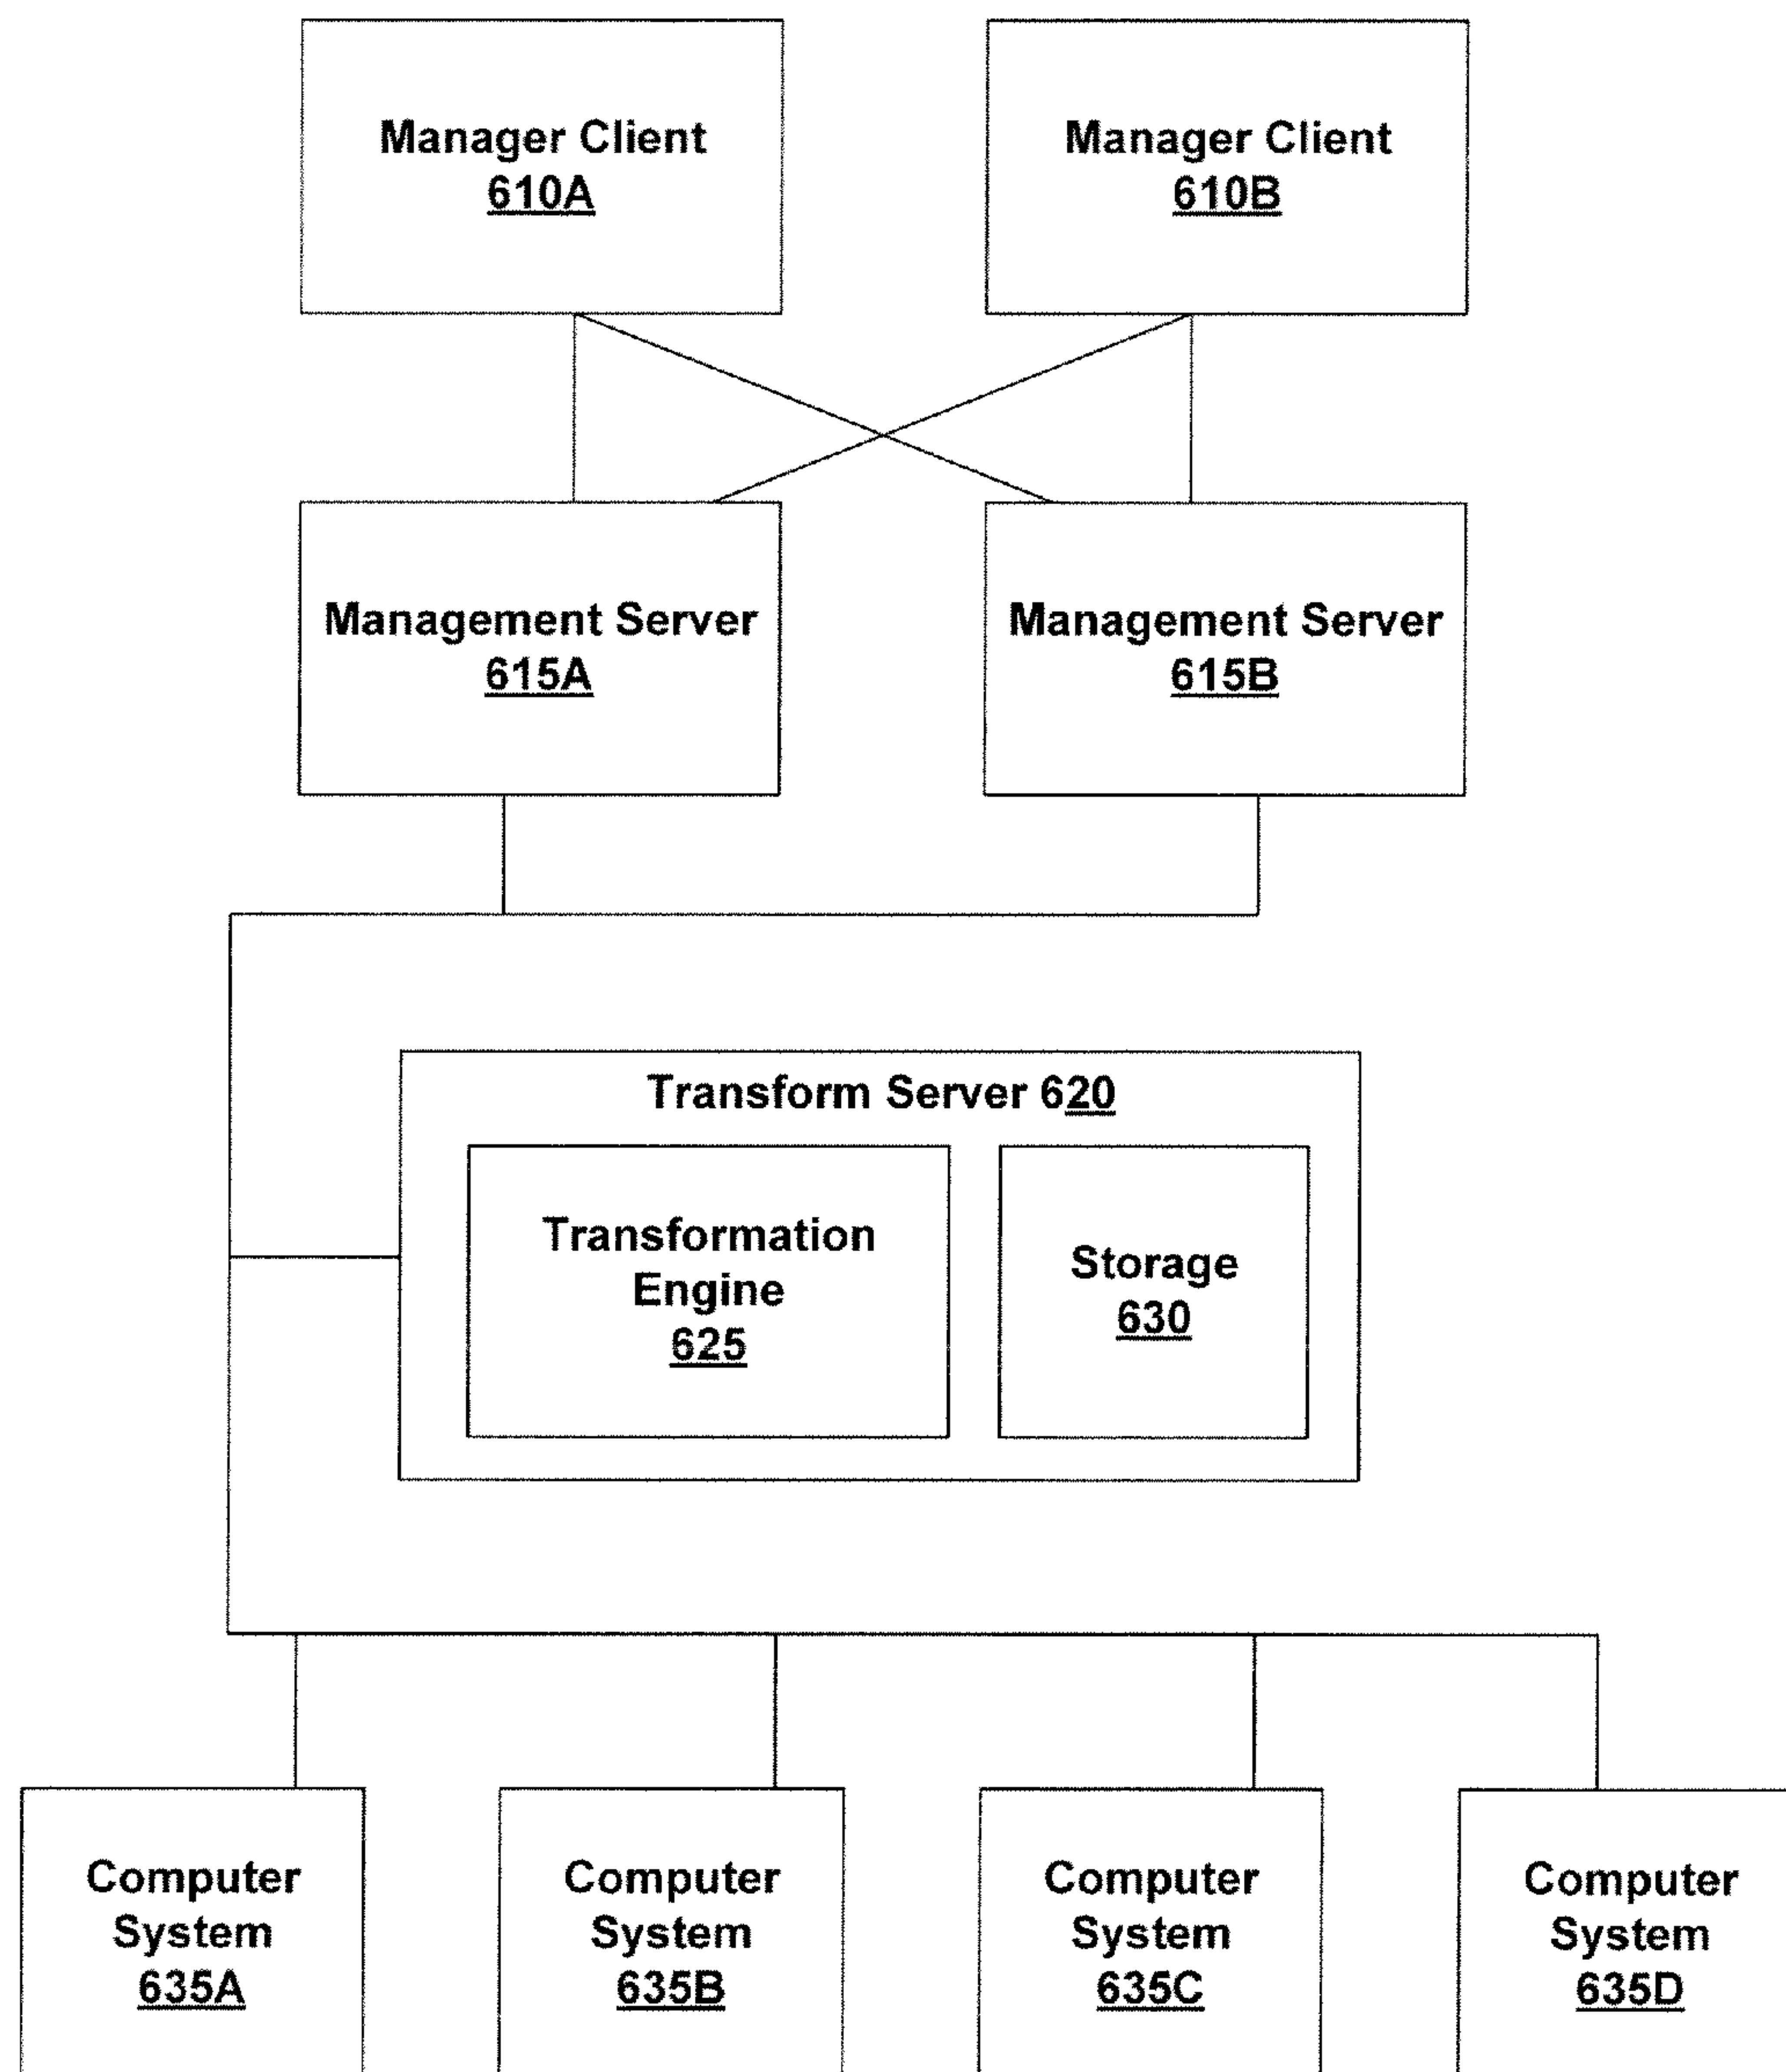 Manager Client
610A
Manager Client
610B
Management Server
615A
Management Server
615B
Transform Server 620
Transformation
Engine
625
Storage
630
Computer
System
635A
Computer
System
635B
Computer
System
635C
Computer
System
635D